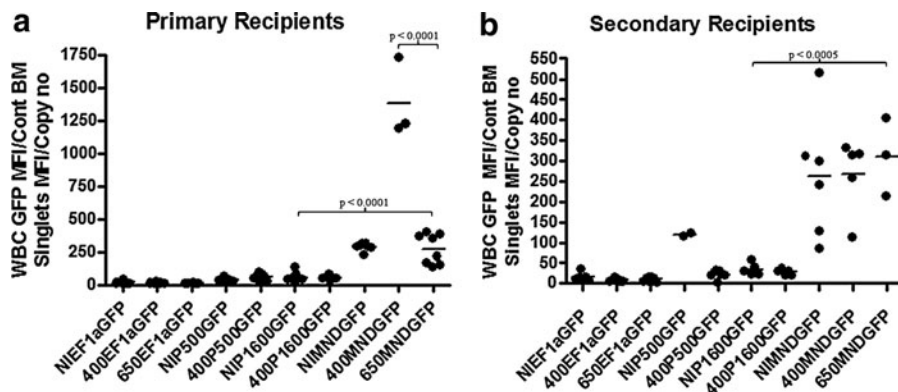 a
Primary Recipients
WBC GFP MFI/Cont BM
Singlets MFI/Copy no
1750
1500
1250
1000
750
500
250
0
p < 0.0001
p < 0.0001
NIEF1aGFP
400EF1aGFP
650EF1aGFP
NIP500GFP
400P500GFP
NIP1600GFP
400P1600GFP
NIMNDGFP
400MNDGFP
650MNDGFP
b
Secondary Recipients
WBC GFP MFI/Cont BM
Singlets MFI/Copy no
550
500
450
400
350
300
250
200
150
100
50
0
p < 0.0005
NIEF1aGFP
400EF1aGFP
650EF1aGFP
NIP500GFP
400P500GFP
NIP1600GFP
400P1600GFP
NIMNDGFP
400MNDGFP
650MNDGFP